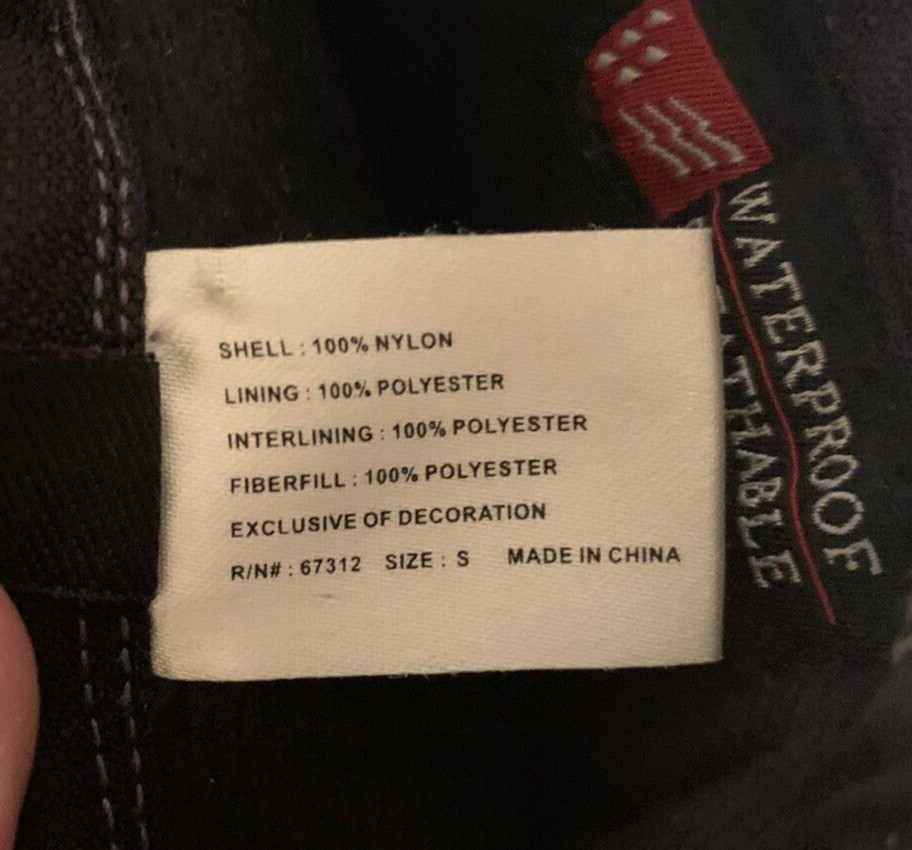 SHELL : 100% NYLON
LINING : 100% POLYESTER
INTERLINING : 100% POLYESTER
FIBERFILL : 100% POLYESTER
EXCLUSIVE OF DECORATION
R/N# : 67312 SIZE : S MADE IN CHINA
WATERPROOF